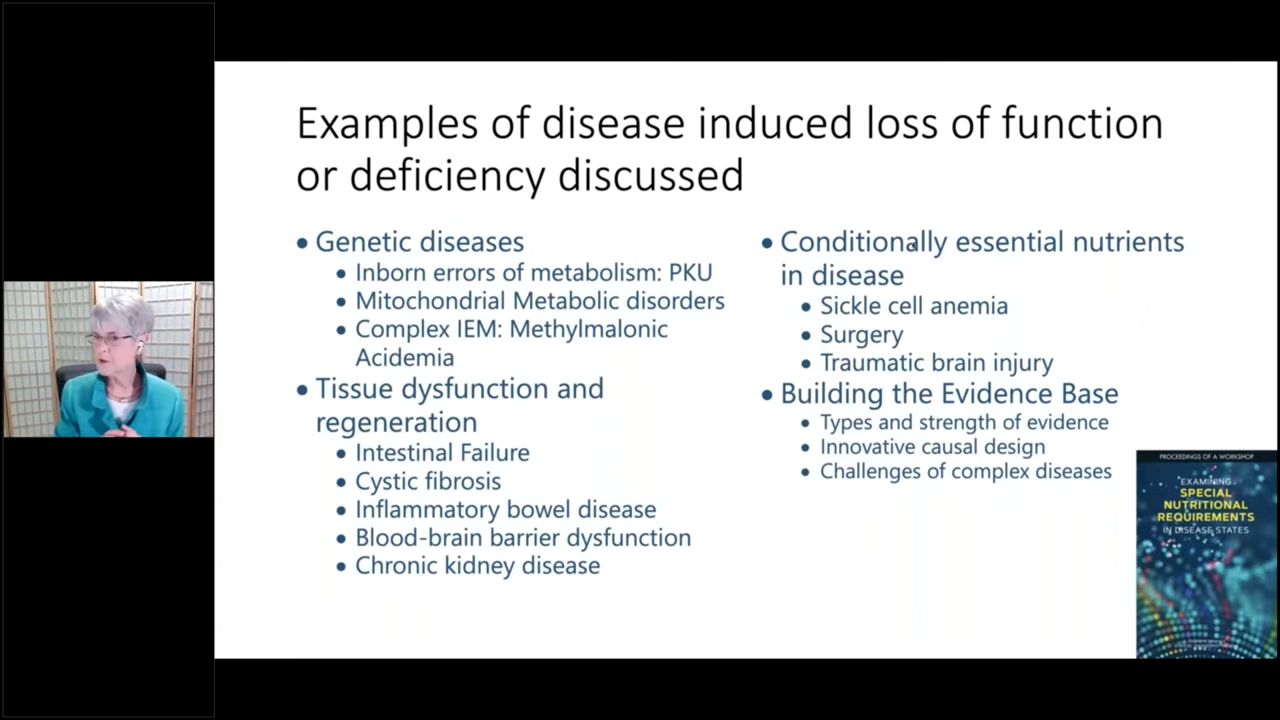 Examples of disease induced loss of function
or deficiency discussed
• Genetic diseases
• Inborn errors of metabolism: PKU
• Mitochondrial Metabolic disorders
• Complex IEM: Methylmalonic
Acidemia
• Tissue dysfunction and
regeneration
• Intestinal Failure
• Cystic fibrosis
• Inflammatory bowel disease
• Blood-brain barrier dysfunction
• Chronic kidney disease
• Conditionally essential nutrients
in disease
• Sickle cell anemia
• Surgery
• Traumatic brain injury
• Building the Evidence Base
• Types and strength of evidence
• Innovative causal design
• Challenges of complex diseases
PROCEEDINGS OF A WORKSHOP
EXAMINING
SPECIAL
NUTRITIONAL
REQUIREMENTS
IN DISEASE STATES